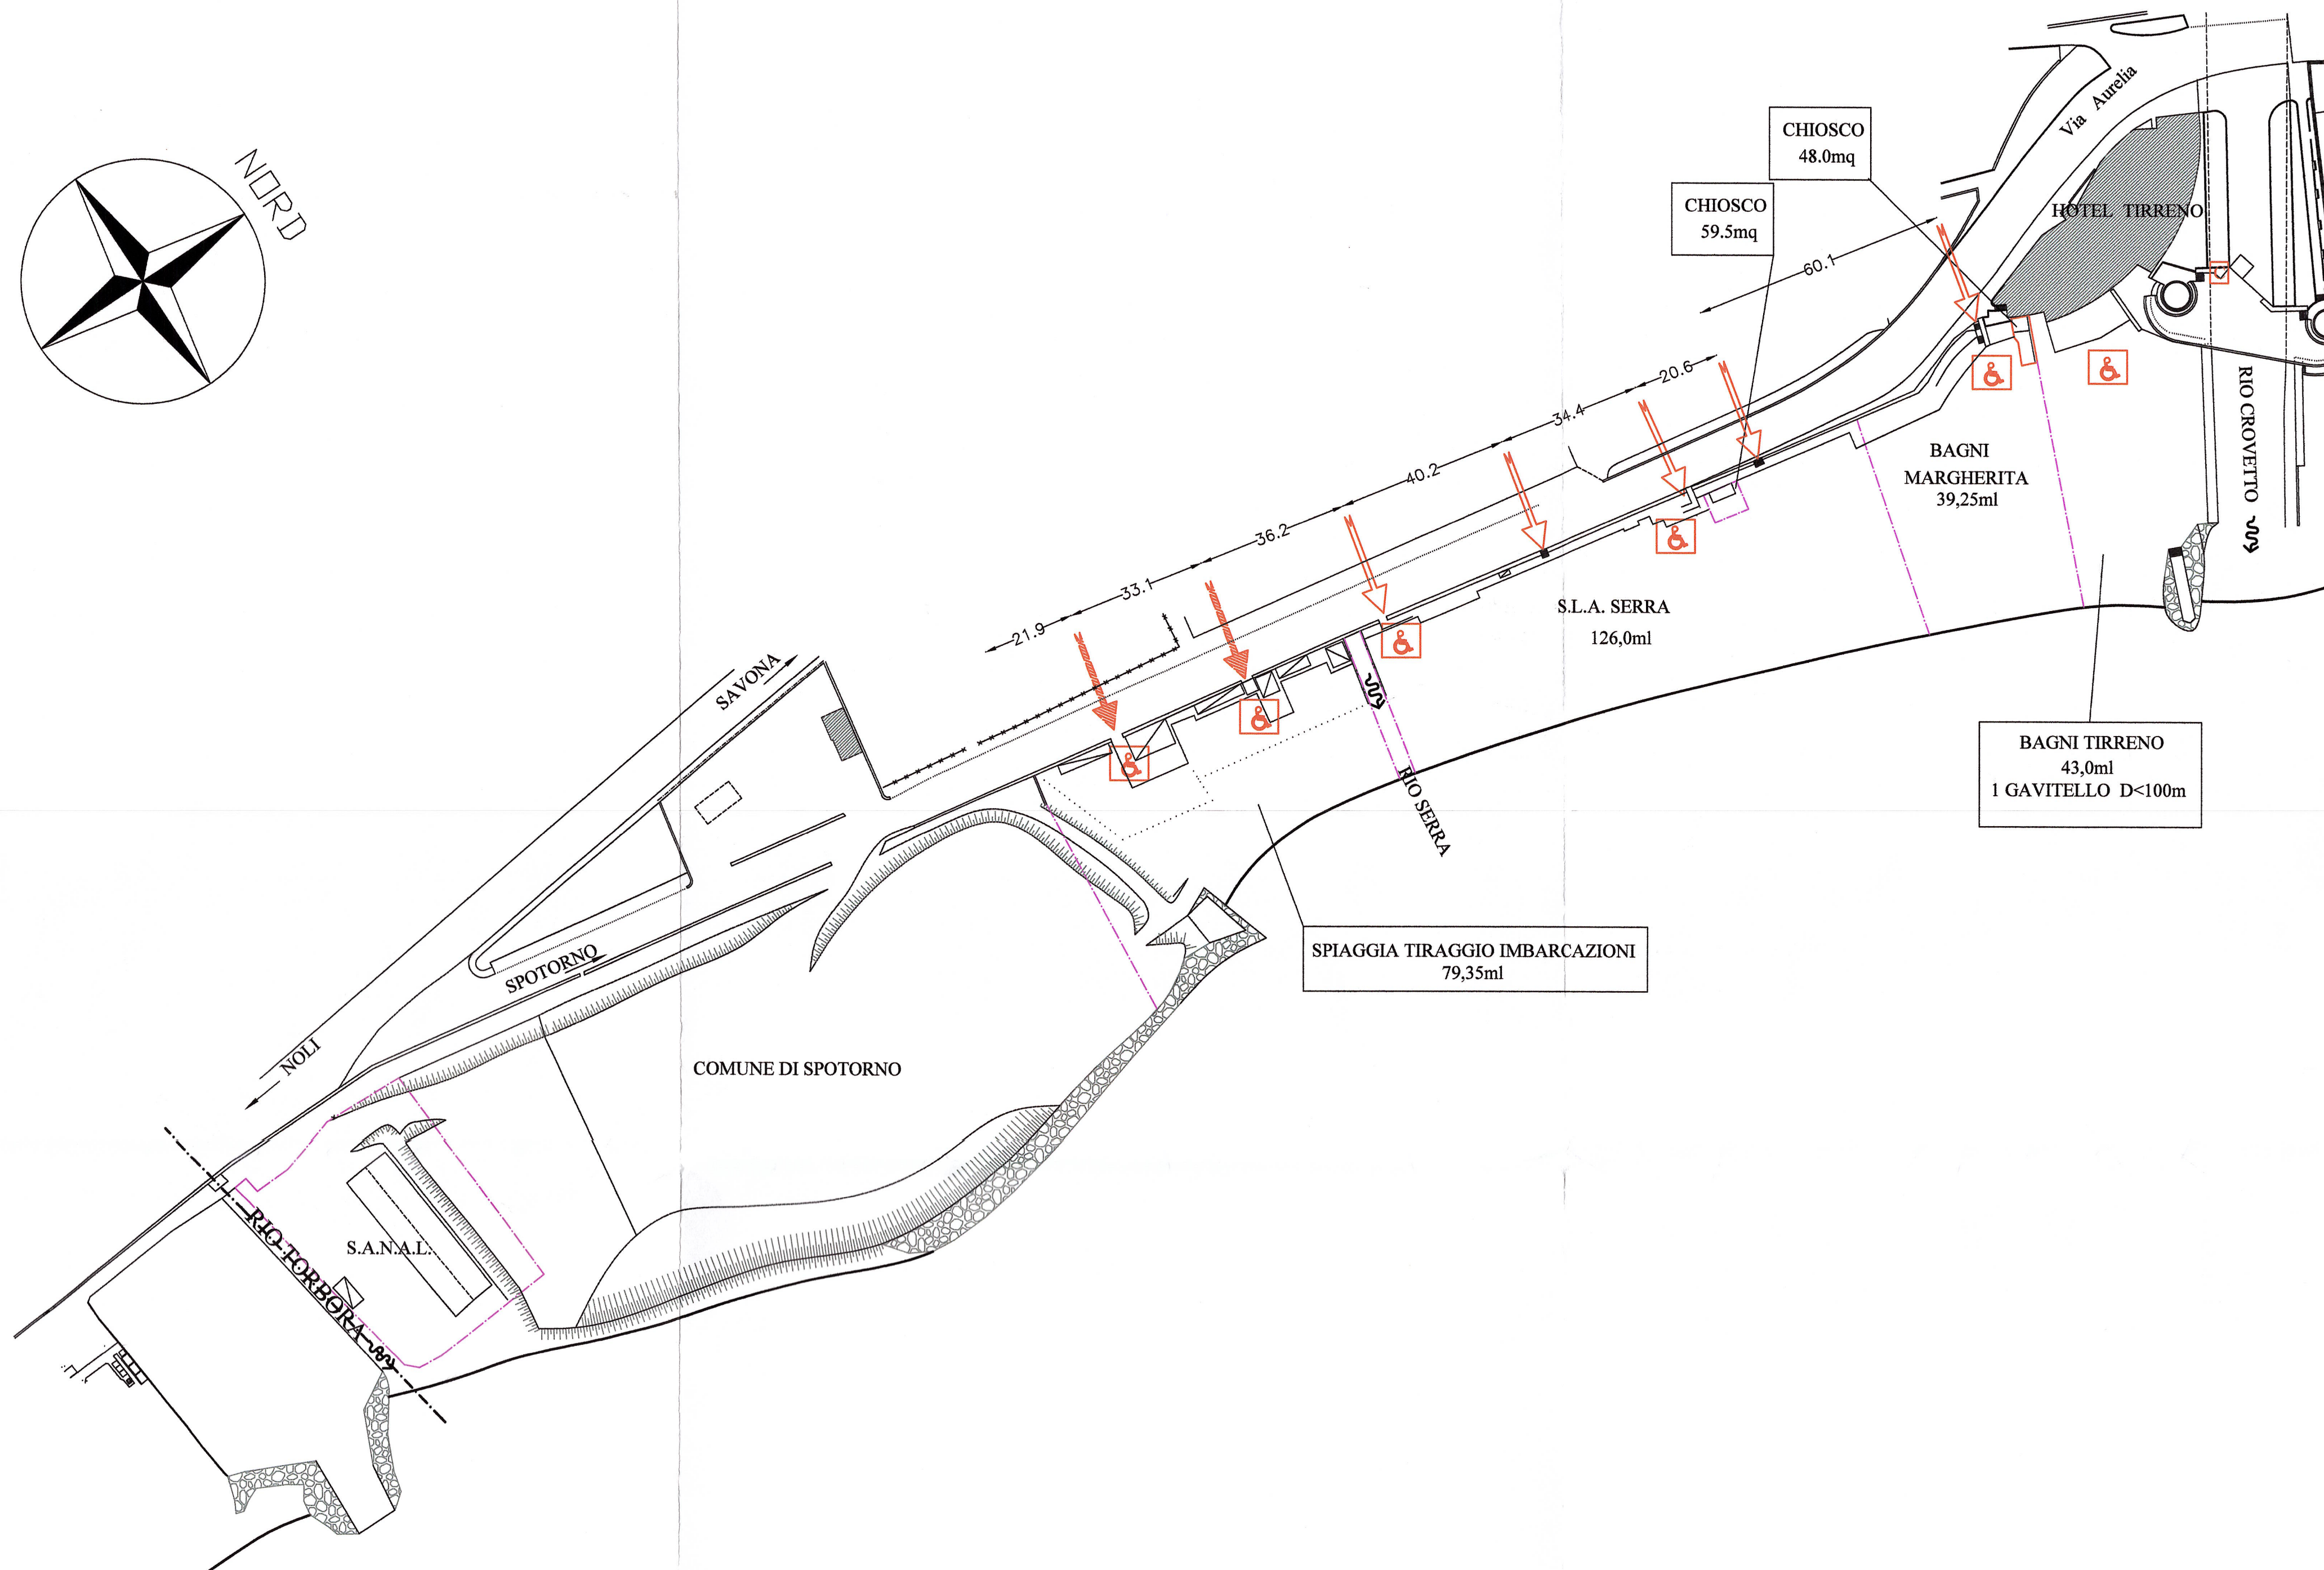 NORD
Via Aurelia
CHIOSCO
48.0mq
CHIOSCO
59.5mq
HOTEL TIRRENO
60.1
20.6
34.4
40.2
36.2
33.1
21.9
RIO CROVETTO
BAGNI
MARGHERITA
39,25ml
S.L.A. SERRA
126,0ml
SAVONA
BAGNI TIRRENO
43,0ml
1 GAVITELLO D<100m
RIO SERRA
SPIAGGIA TIRAGGIO IMBARCAZIONI
79,35ml
SPOTORNO
NOLI
COMUNE DI SPOTORNO
S.A.N.A.L.
RIO TORBORA